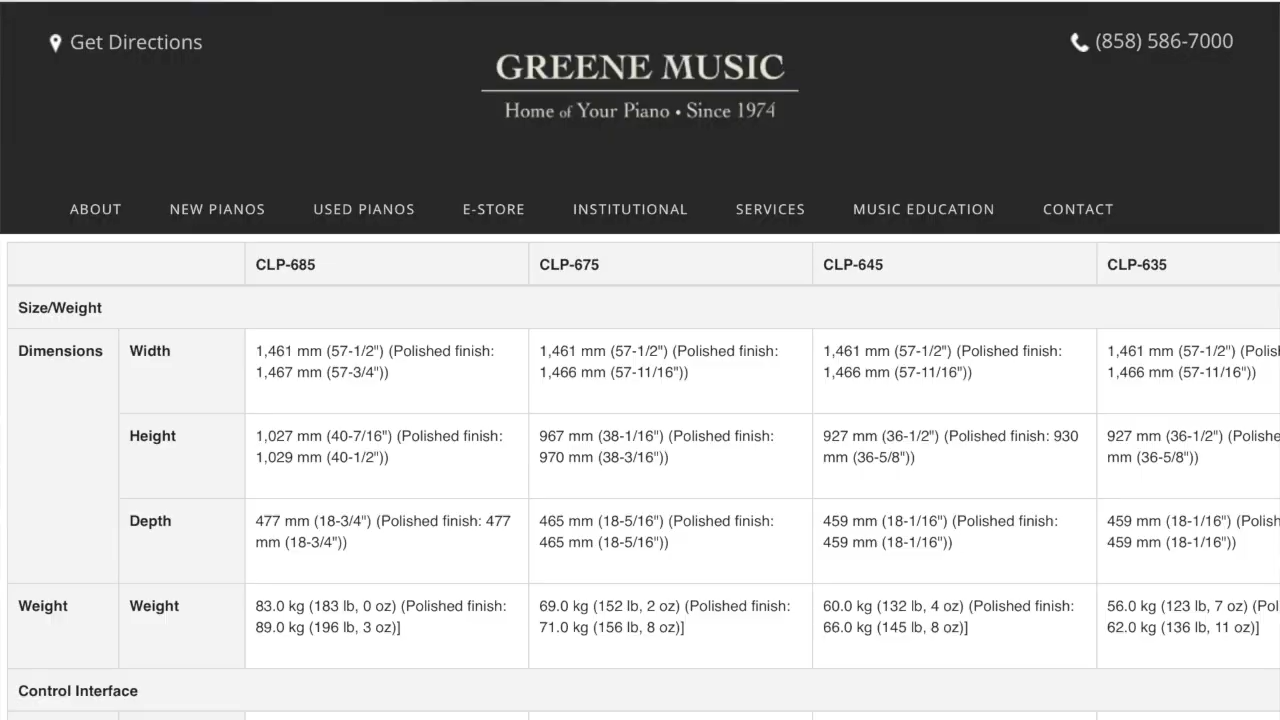 Get Directions
(858) 586-7000
GREENE MUSIC
Home of Your Piano • Since 1974
ABOUT NEW PIANOS USED PIANOS E-STORE INSTITUTIONAL SERVICES MUSIC EDUCATION CONTACT
CLP-685 CLP-675 CLP-645 CLP-635
Size/Weight
Dimensions Width 1,461 mm (57-1/2") (Polished finish: 1,461 mm (57-1/2") (Polished finish: 1,461 mm (57-1/2") (Polished finish: 1,461 mm (57-1/2") (Polis
1,467 mm (57-3/4")) 1,466 mm (57-11/16")) 1,466 mm (57-11/16")) 1,466 mm (57-11/16"))
Height 1,027 mm (40-7/16") (Polished finish: 967 mm (38-1/16") (Polished finish: 927 mm (36-1/2") (Polished finish: 930 927 mm (36-1/2") (Polishe
1,029 mm (40-1/2")) 970 mm (38-3/16")) mm (36-5/8")) mm (36-5/8"))
Depth 477 mm (18-3/4") (Polished finish: 477 465 mm (18-5/16") (Polished finish: 459 mm (18-1/16") (Polished finish: 459 mm (18-1/16") (Polish
mm (18-3/4")) 465 mm (18-5/16")) 459 mm (18-1/16")) 459 mm (18-1/16"))
Weight Weight 83.0 kg (183 lb, 0 oz) (Polished finish: 69.0 kg (152 lb, 2 oz) (Polished finish: 60.0 kg (132 lb, 4 oz) (Polished finish: 56.0 kg (123 lb, 7 oz) (Pol
89.0 kg (196 lb, 3 oz)] 71.0 kg (156 lb, 8 oz)] 66.0 kg (145 lb, 8 oz)] 62.0 kg (136 lb, 11 oz)]
Control Interface